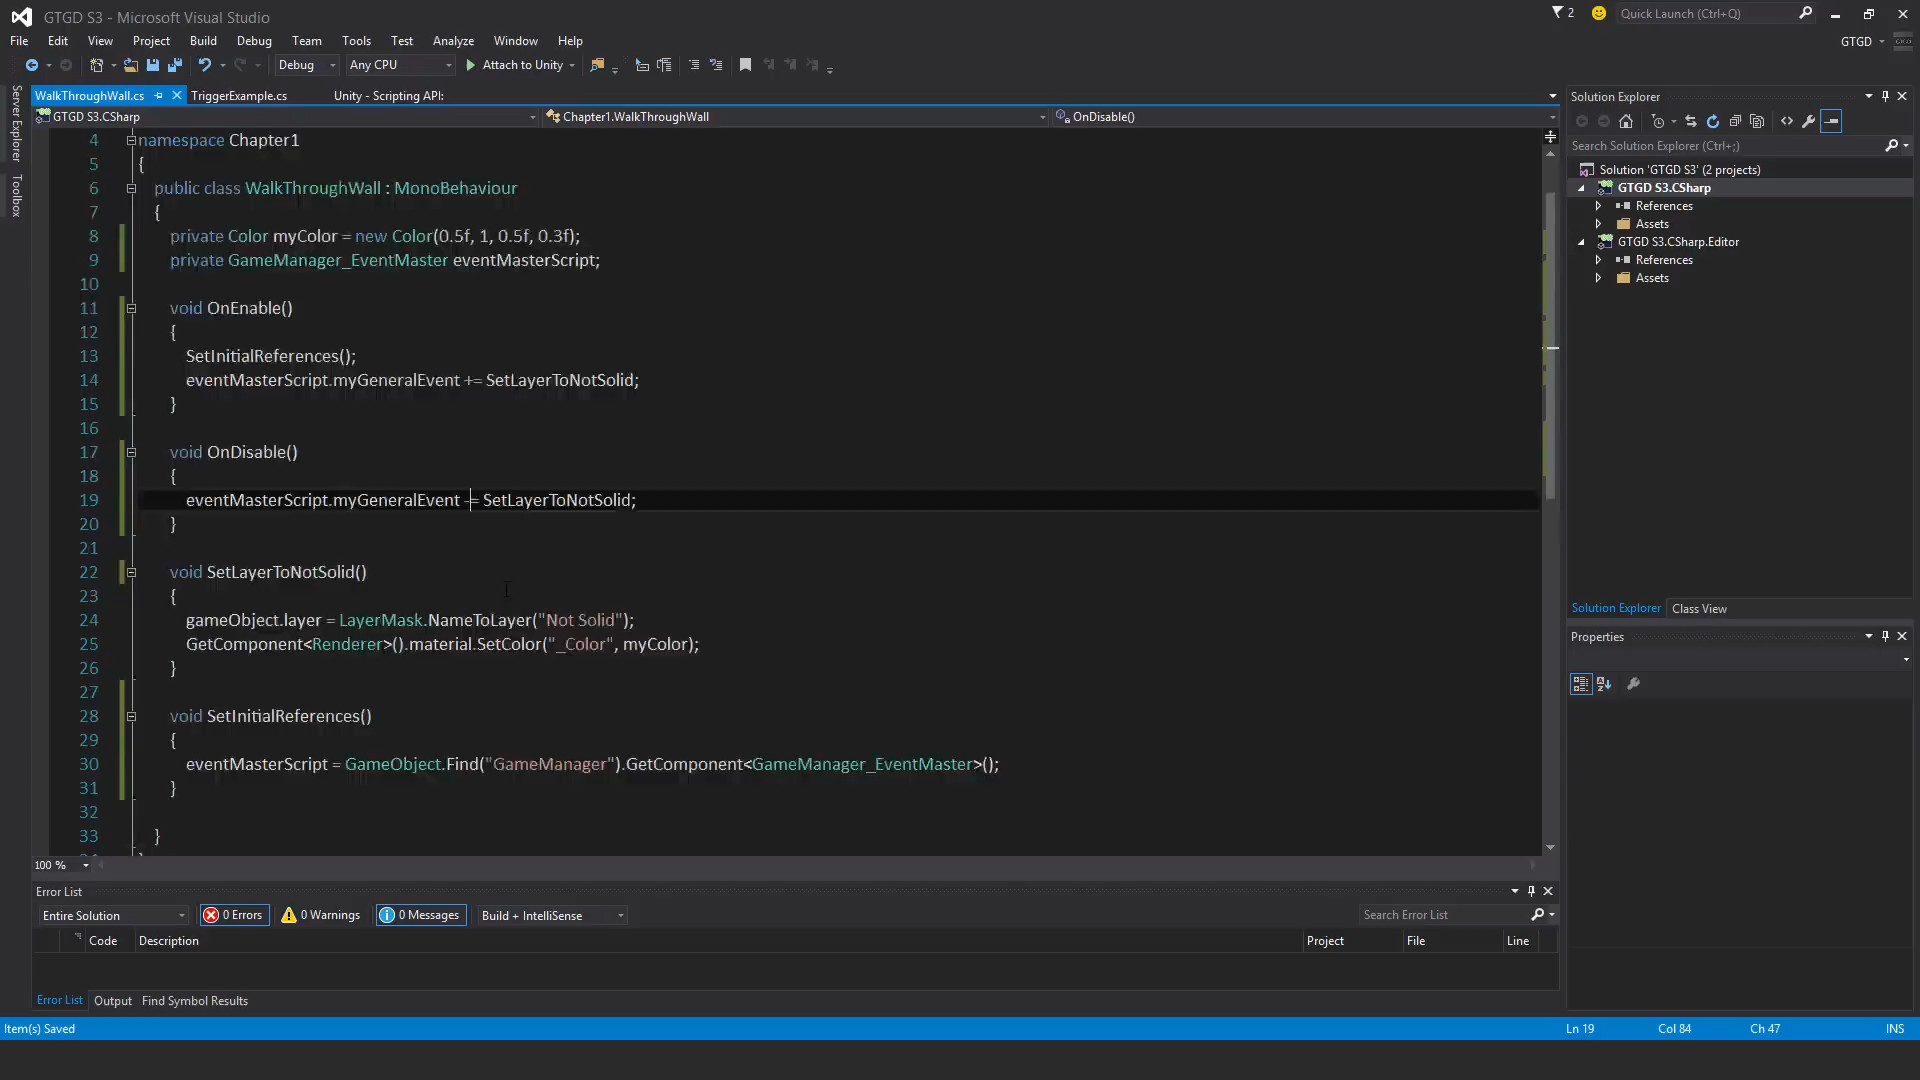 GTGD S3 - Microsoft Visual Studio
2
Quick Launch (Ctrl+Q)
File Edit View Project Build Debug Team Tools Test Analyze Window Help
GTGD
Debug Any CPU Attach to Unity
Server Explorer
Toolbox
WalkThroughWall.cs TriggerExample.cs Unity - Scripting API:
GTGD S3.CSharp Chapter1.WalkThroughWall OnDisable()
4 namespace Chapter1
5 {
6 public class WalkThroughWall : MonoBehaviour
7 {
8 private Color myColor = new Color(0.5f, 1, 0.5f, 0.3f);
9 private GameManager_EventMaster eventMasterScript;
10
11 void OnEnable()
12 {
13 SetInitialReferences();
14 eventMasterScript.myGeneralEvent += SetLayerToNotSolid;
15 }
16
17 void OnDisable()
18 {
19 eventMasterScript.myGeneralEvent -= SetLayerToNotSolid;
20 }
21
22 void SetLayerToNotSolid()
23 {
24 gameObject.layer = LayerMask.NameToLayer("Not Solid");
25 GetComponent<Renderer>().material.SetColor("_Color", myColor);
26 }
27
28 void SetInitialReferences()
29 {
30 eventMasterScript = GameObject.Find("GameManager").GetComponent<GameManager_EventMaster>();
31 }
32
33 }
100 %
Solution Explorer
Search Solution Explorer (Ctrl+;)
Solution 'GTGD S3' (2 projects)
GTGD S3.CSharp
References
Assets
GTGD S3.CSharp.Editor
References
Assets
Solution Explorer Class View
Properties
Error List
Entire Solution 0 Errors 0 Warnings 0 Messages Build + IntelliSense Search Error List
Code Description Project File Line
Error List Output Find Symbol Results
Item(s) Saved Ln 19 Col 84 Ch 47 INS